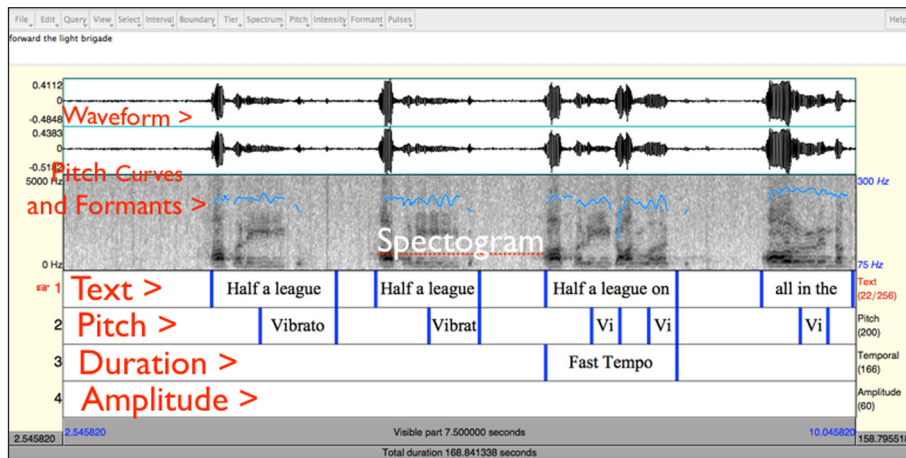 File Edit Query View Select Interval Boundary Tier Spectrum Pitch Intensity Formant Pulses Help
forward the light brigade
0.4112
0
-0.4848
Waveform >
0.4383
0
Pitch Curves
5000 Hz 300 Hz
and Formants >
Spectogram
0 Hz 75 Hz
1 Text > Half a league Half a league Half a league on all in the Text
(22/256)
2 Pitch > Vibrato Vibrat Vi Vi Vi Pitch
(200)
3 Duration > Fast Tempo Temporal
(166)
4 Amplitude > Amplitude
(60)
2.545820 Visible part 7.500000 seconds 10.045820
2.545820 158.795518
Total duration 168.841338 seconds